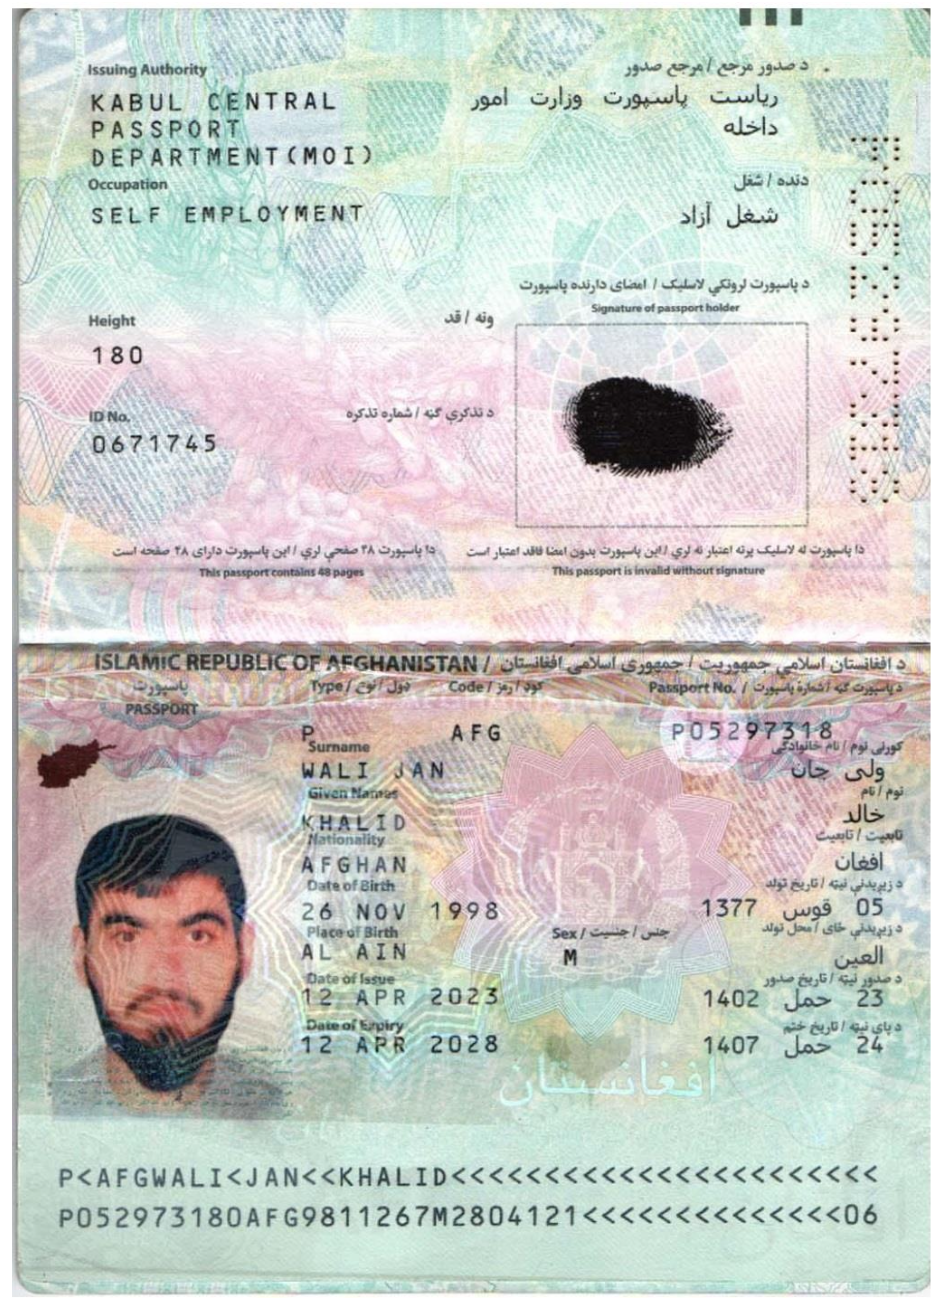 Issuing Authority د صدور مرجع / مرجع صدور
KABUL CENTRAL ریاست پاسپورت وزارت امور
PASSPORT داخله
DEPARTMENT(MOI)
Occupation دنده / شغل
SELF EMPLOYMENT شغل آزاد
د پاسپورت لرونکي لاسلیک / امضای دارنده پاسپورت
Signature of passport holder
Height ونه / قد
180
ID No. د تذکرې ګڼه / شماره تذکره
0671745
دا پاسپورت ۴۸ صفحې لري / این پاسپورت دارای ۴۸ صفحه است
This passport contains 48 pages
دا پاسپورت له لاسلیک پرته اعتبار نه لري / این پاسپورت بدون امضا فاقد اعتبار است
This passport is invalid without signature
ISLAMIC REPUBLIC OF AFGHANISTAN / د افغانستان اسلامي جمهوریت / جمهوری اسلامی افغانستان
پاسپورت Type / نوع / ډول Code / رمز / کوډ Passport No. / د پاسپورت ګڼه / شمارهٔ پاسپورت
PASSPORT
P AFG P05297318
Surname کورنی نوم / نام خانوادگی
WALI JAN ولی جان
Given Names نوم / نام
KHALID خالد
Nationality تابعیت / تابعیت
AFGHAN افغان
Date of Birth د زیږیدنې نیټه / تاریخ تولد
26 NOV 1998 05 قوس 1377
Place of Birth Sex / جنسیت / جنس د زیږیدنې ځای / محل تولد
AL AIN M العین
Date of Issue د صدور نیټه / تاریخ صدور
12 APR 2023 23 حمل 1402
Date of Expiry د پای نیټه / تاریخ ختم
12 APR 2028 24 حمل 1407
افغانستان
P<AFGWALI<JAN<<KHALID<<<<<<<<<<<<<<<<<<<<<<<
P052973180AFG9811267M2804121<<<<<<<<<<<<<<06